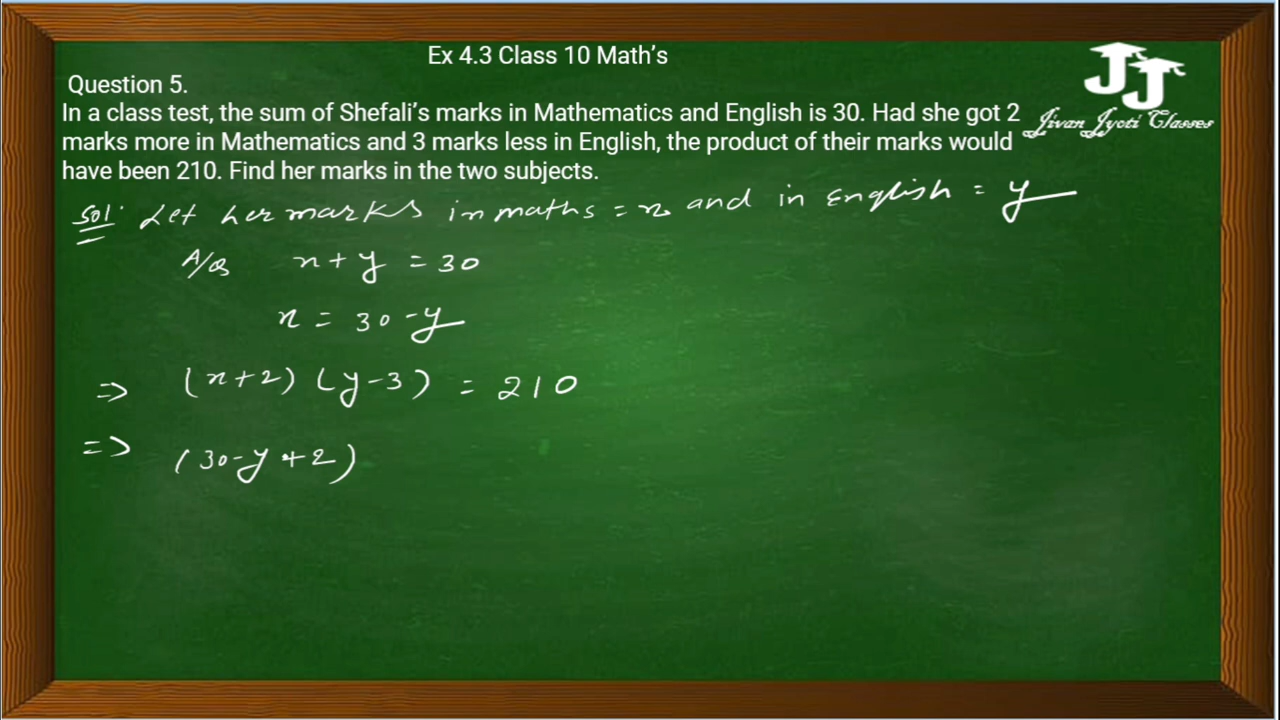 Ex 4.3 Class 10 Math's
Question 5.
In a class test, the sum of Shefali's marks in Mathematics and English is 30. Had she got 2
marks more in Mathematics and 3 marks less in English, the product of their marks would
have been 210. Find her marks in the two subjects.
JJ
Jivan Jyoti Classes
Sol. Let her marks in maths = x and in English = y
A/Q x + y = 30
x = 30 - y
=> (x+2) (y-3) = 210
=> (30-y+2)